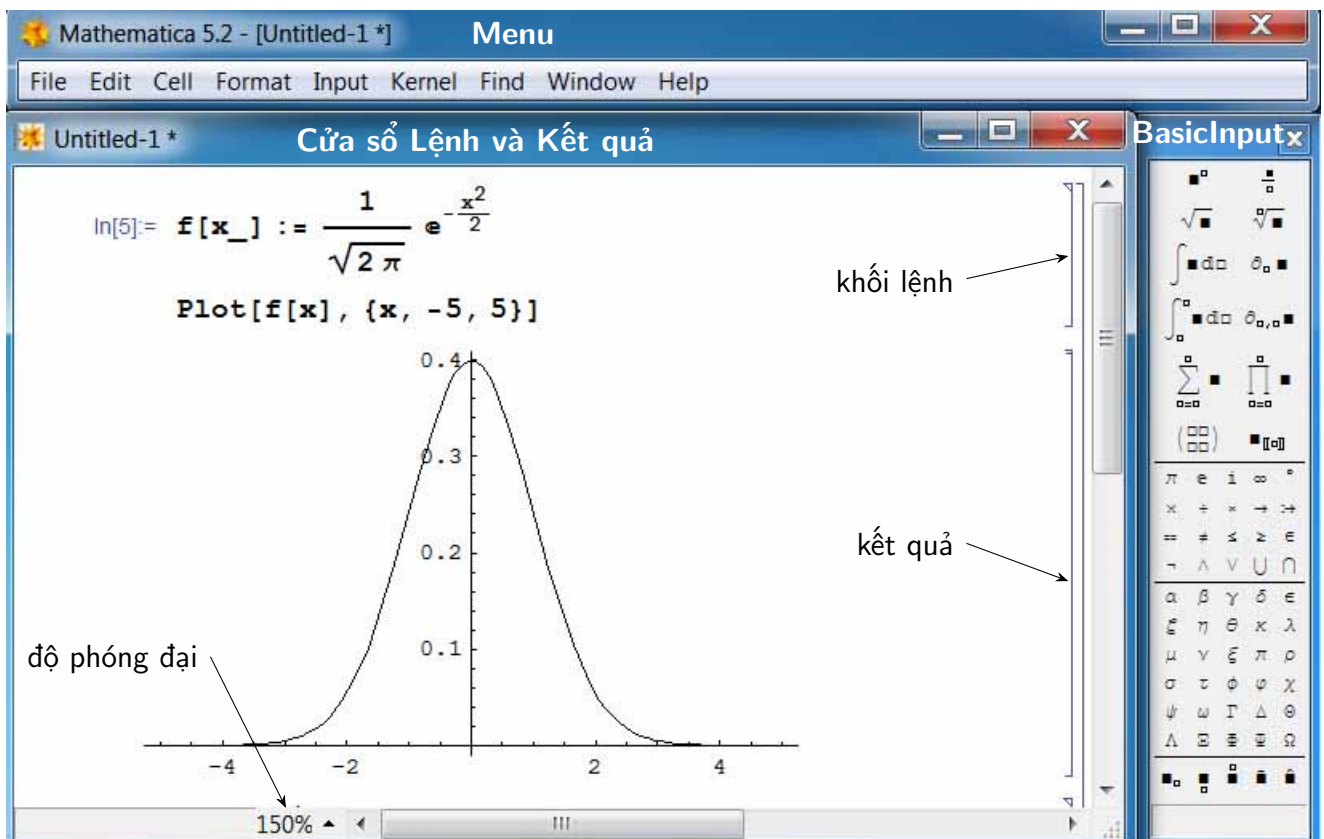 Mathematica 5.2 - [Untitled-1 *] Menu
File Edit Cell Format Input Kernel Find Window Help
Untitled-1 * Cửa sổ Lệnh và Kết quả BasicInput
In[5]:= f[x_] := 1/√(2 π) ⅇ^(-x^2/2)
khối lệnh
Plot[f[x], {x, -5, 5}]
0.4
0.3
0.2
kết quả
0.1
độ phóng đại
-4 -2 2 4
150%
■^□ ■/□
√■ □√■
∫■ⅆ□ ∂□■
∫□□■ⅆ□ ∂□,□■
∑□=□□■ ∏□=□□■
(□□□□) ■〚□〛
π ⅇ ⅈ ∞ °
× ÷ × → :→
== ≠ ≤ ≥ ∈
¬ ∧ ∨ ∪ ∩
α β γ δ ε
ξ η θ κ λ
μ ν ξ π ρ
σ τ ϕ φ χ
ψ ω Γ Δ Θ
Λ Ξ Φ Ψ Ω